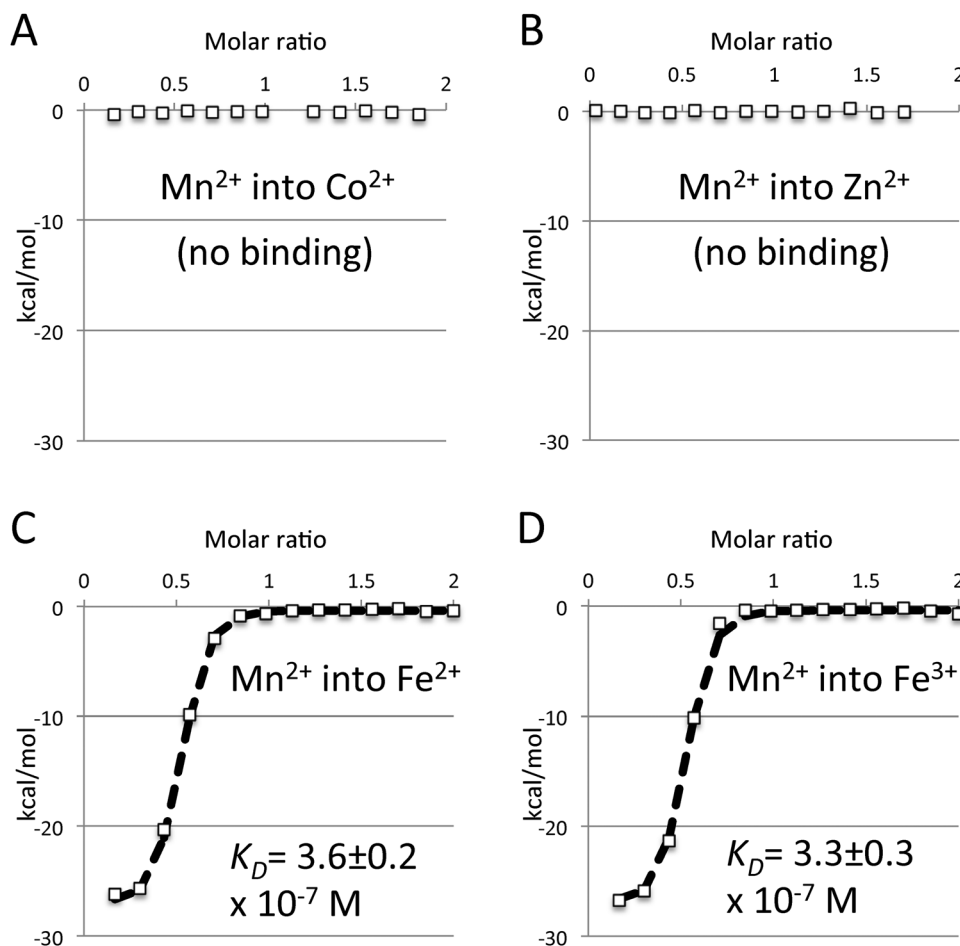 A
Molar ratio
0 0.5 1 1.5 2
0
-10
-20
-30
kcal/mol
Mn²⁺ into Co²⁺
(no binding)
B
Molar ratio
0 0.5 1 1.5 2
0
-10
-20
-30
kcal/mol
Mn²⁺ into Zn²⁺
(no binding)
C
Molar ratio
0 0.5 1 1.5 2
0
-10
-20
-30
kcal/mol
Mn²⁺ into Fe²⁺
K_D= 3.6±0.2
x 10⁻⁷ M
D
Molar ratio
0 0.5 1 1.5 2
0
-10
-20
-30
kcal/mol
Mn²⁺ into Fe³⁺
K_D= 3.3±0.3
x 10⁻⁷ M